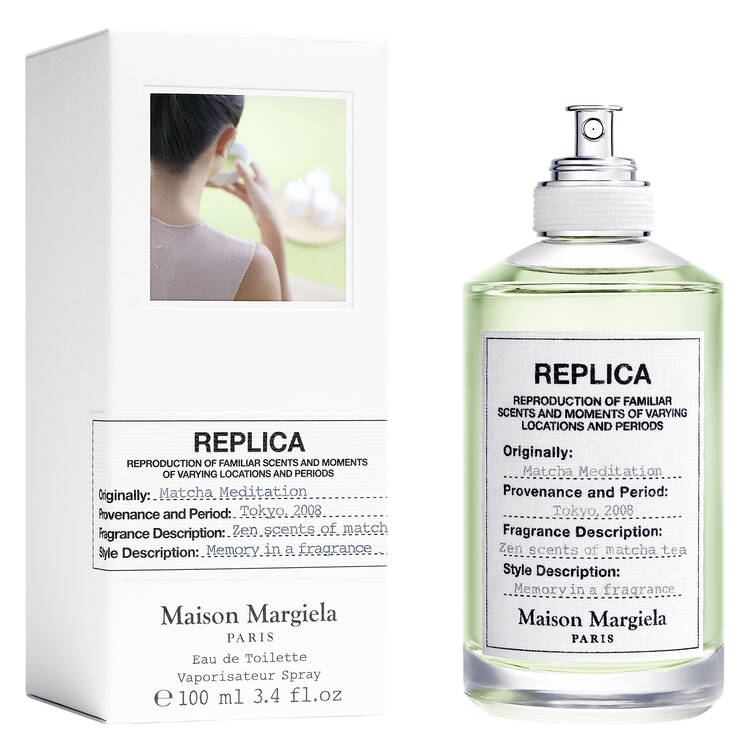 REPLICA
REPRODUCTION OF FAMILIAR SCENTS AND MOMENTS
OF VARYING LOCATIONS AND PERIODS
Originally: Matcha Meditation
Provenance and Period: Tokyo, 2008
Fragrance Description: Zen scents of match
Style Description: Memory in a fragrance
Maison Margiela
PARIS
Eau de Toilette
Vaporisateur Spray
℮ 100 ml 3.4 fl.oz
REPLICA
REPRODUCTION OF FAMILIAR
SCENTS AND MOMENTS OF VARYING
LOCATIONS AND PERIODS
Originally:
Matcha Meditation
Provenance and Period:
Tokyo, 2008
Fragrance Description:
Zen scents of matcha tea
Style Description:
Memory in a fragrance
Maison Margiela
PARIS